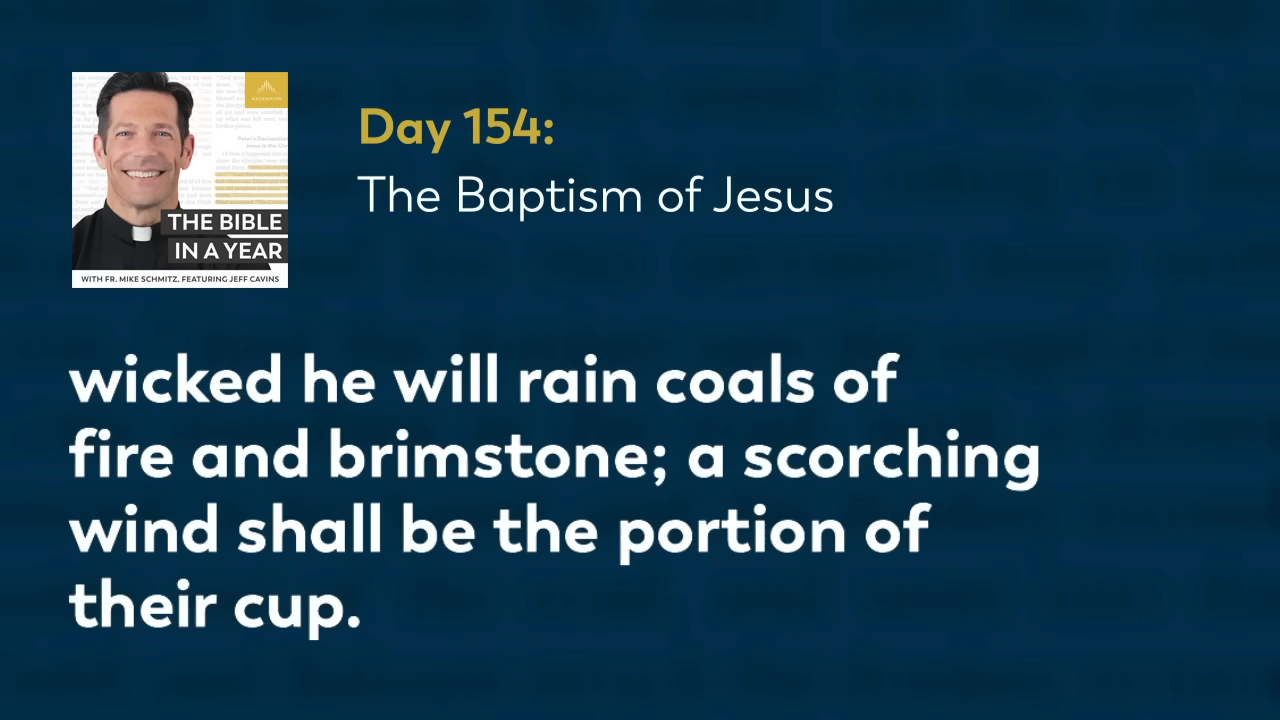 ASCENSION
THE BIBLE
IN A YEAR
WITH FR. MIKE SCHMITZ, FEATURING JEFF CAVINS
Day 154:
The Baptism of Jesus
wicked he will rain coals of
fire and brimstone; a scorching
wind shall be the portion of
their cup.